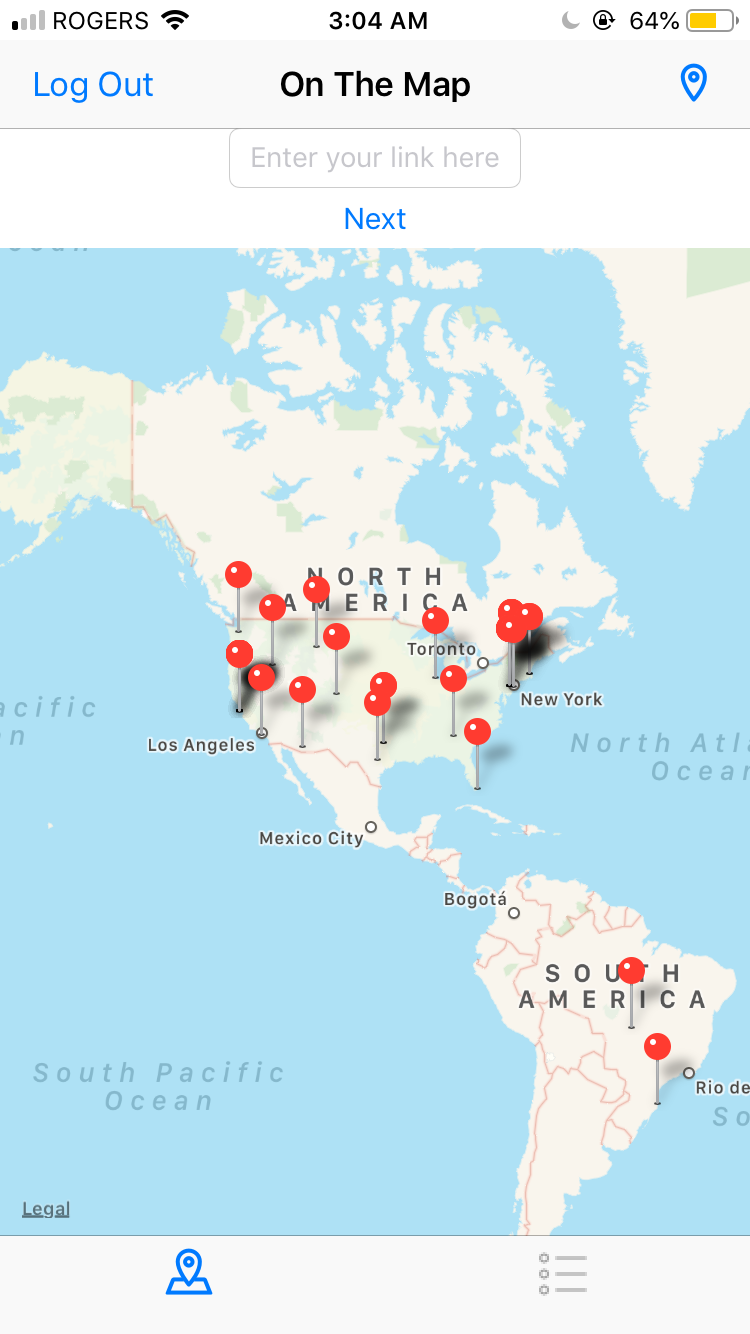 ROGERS 3:04 AM 64%
Log Out On The Map
Enter your link here
Next
NORTH
AMERICA
Toronto
New York
acific
n
Los Angeles
North Atla
Ocean
Mexico City
Bogotá
SOUTH
AMERICA
South Pacific
Ocean
Rio de
So
Legal